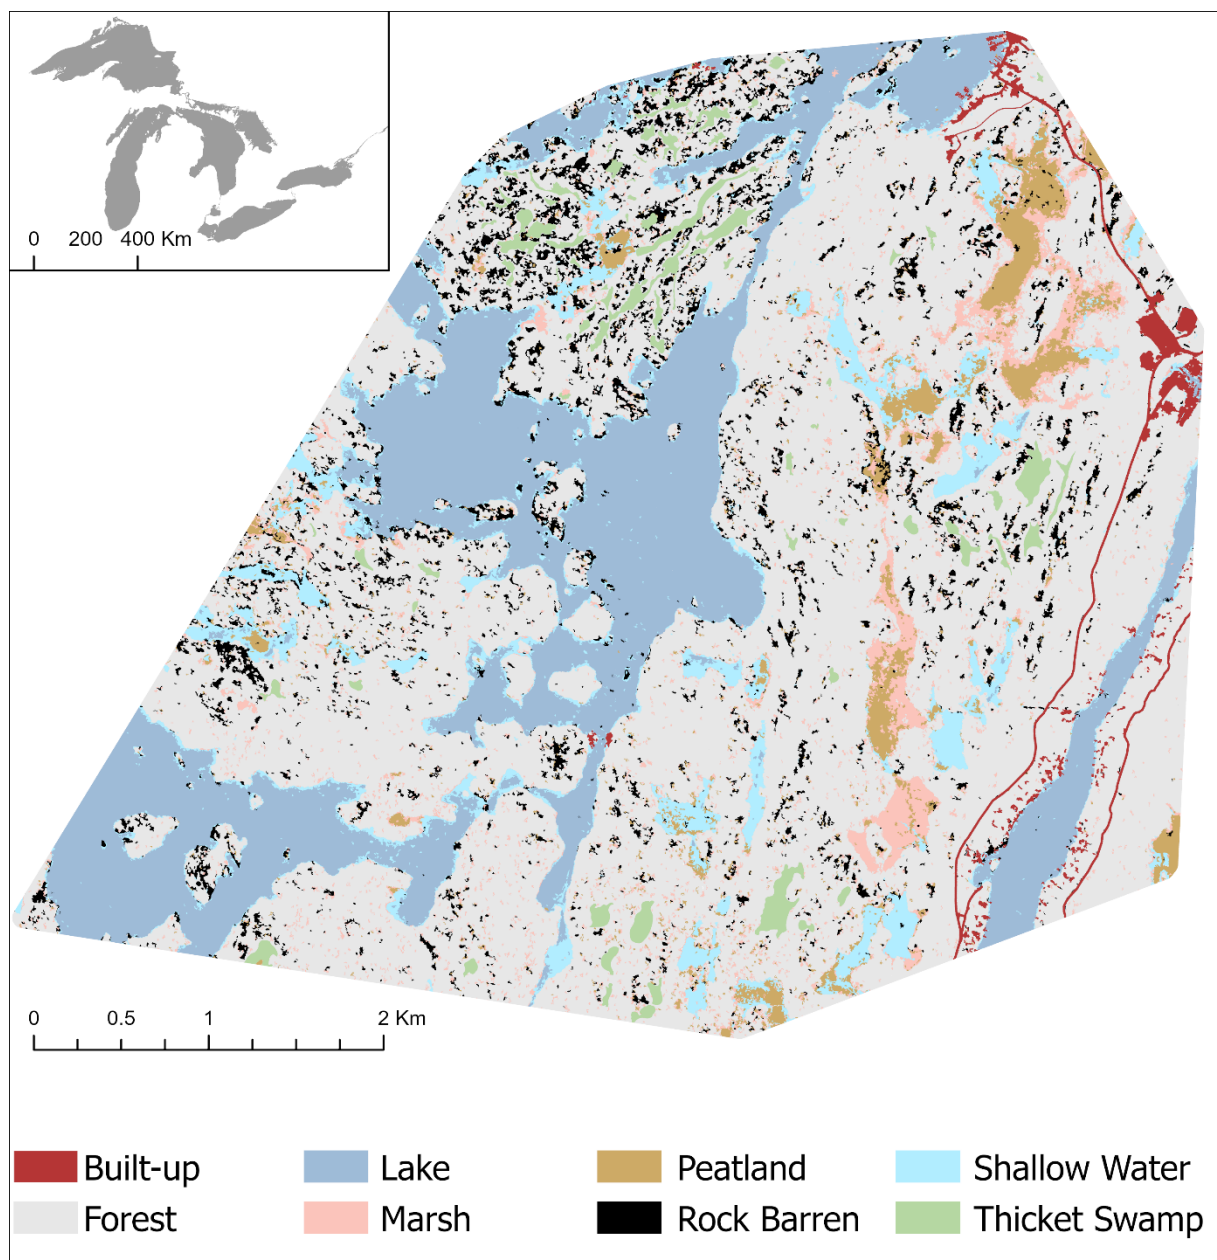 0 200 400 Km
0 0.5 1 2 Km
Built-up Lake Peatland Shallow Water
Forest Marsh Rock Barren Thicket Swamp